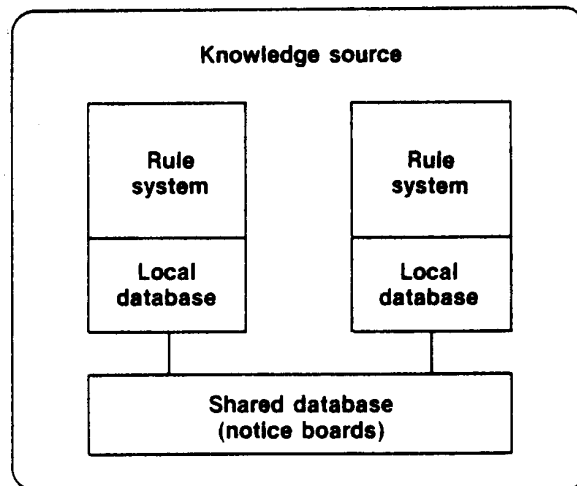 Knowledge source
Rule
system
Local
database
Rule
system
Local
database
Shared database
(notice boards)